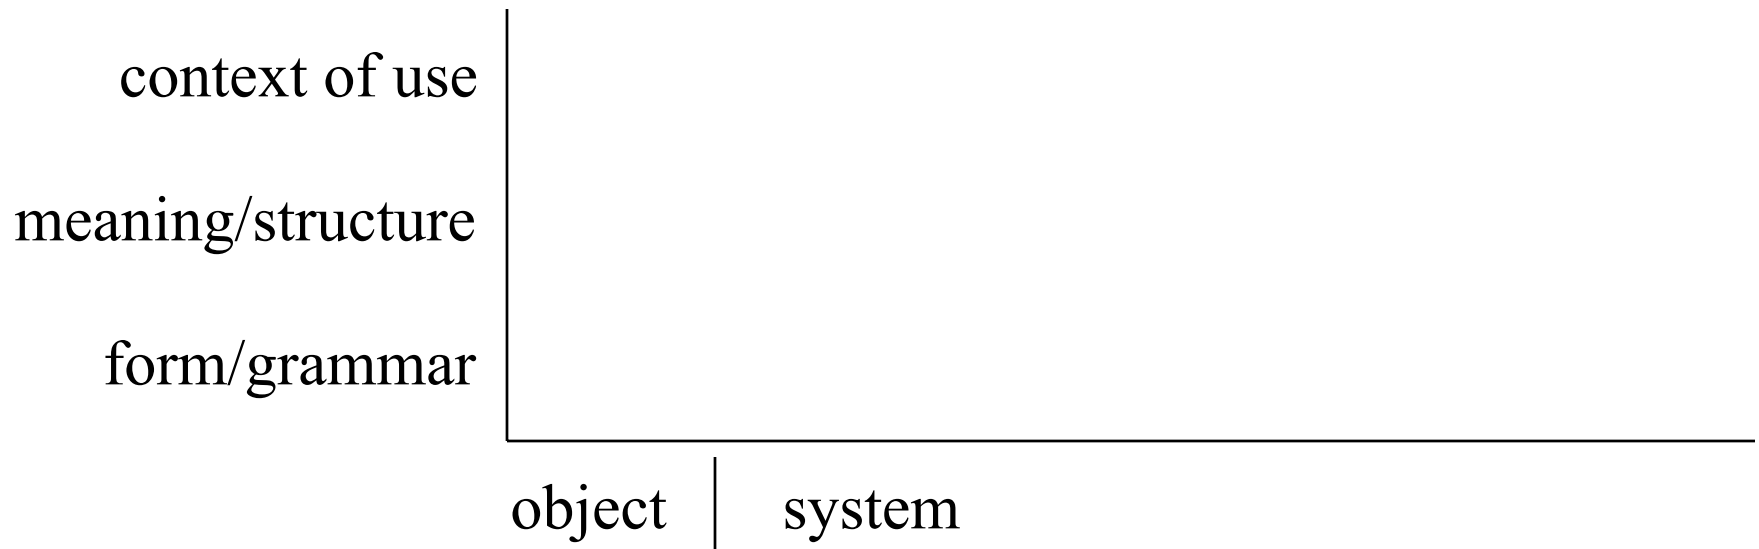 context of use
meaning/structure
form/grammar
object system